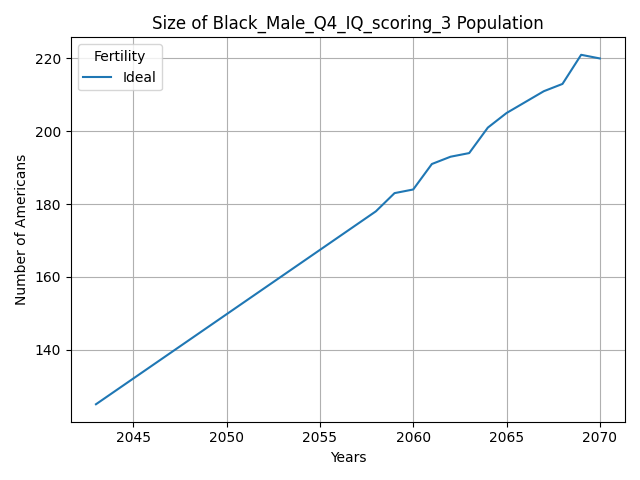 Size of Black_Male_Q4_IQ_scoring_3 Population
Fertility
Ideal
Number of Americans
220
200
180
160
140
2045 2050 2055 2060 2065 2070
Years